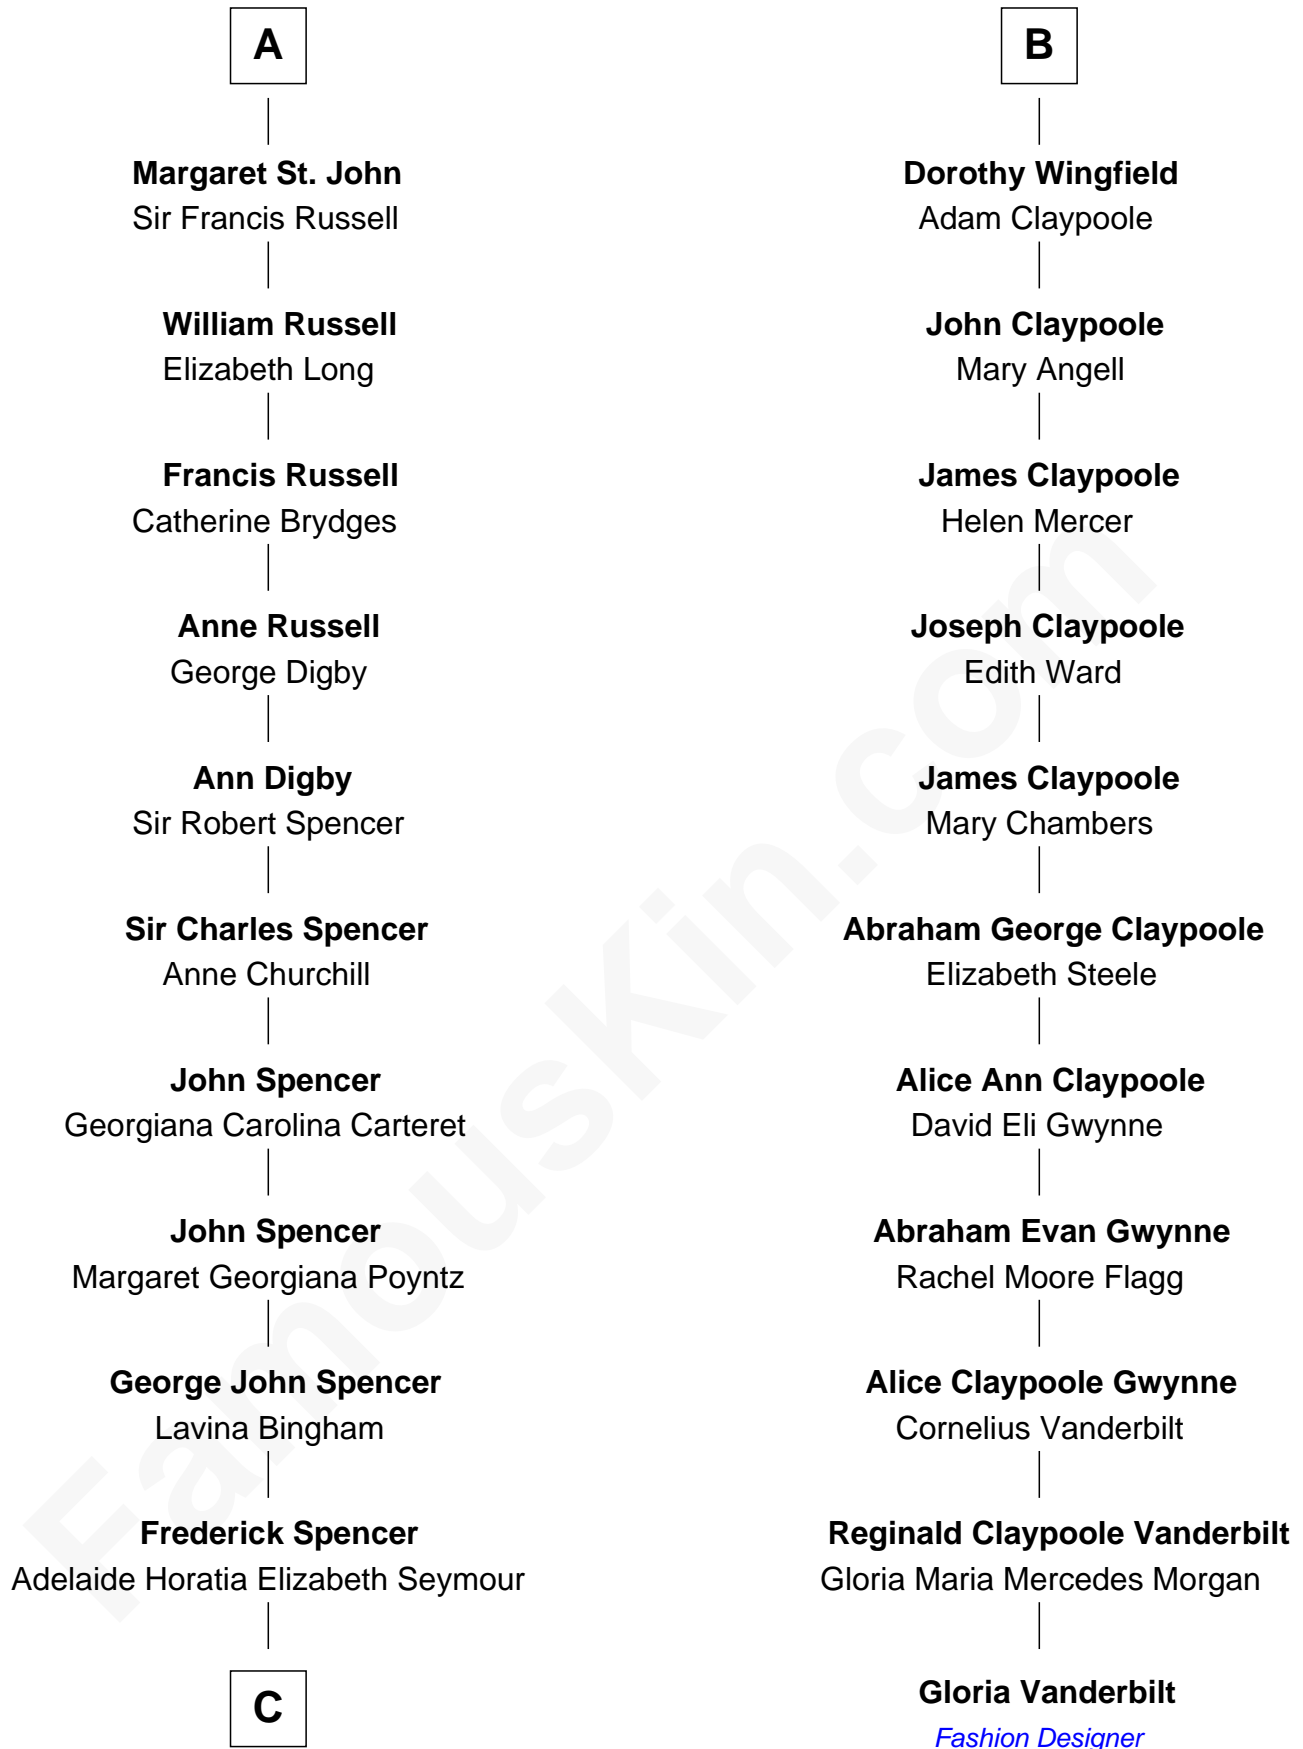 A
Margaret St. John
Sir Francis Russell
William Russell
Elizabeth Long
Francis Russell
Catherine Brydges
Anne Russell
George Digby
Ann Digby
Sir Robert Spencer
Sir Charles Spencer
Anne Churchill
John Spencer
Georgiana Carolina Carteret
John Spencer
Margaret Georgiana Poyntz
George John Spencer
Lavina Bingham
Frederick Spencer
Adelaide Horatia Elizabeth Seymour
C
B
Dorothy Wingfield
Adam Claypoole
John Claypoole
Mary Angell
James Claypoole
Helen Mercer
Joseph Claypoole
Edith Ward
James Claypoole
Mary Chambers
Abraham George Claypoole
Elizabeth Steele
Alice Ann Claypoole
David Eli Gwynne
Abraham Evan Gwynne
Rachel Moore Flagg
Alice Claypoole Gwynne
Cornelius Vanderbilt
Reginald Claypoole Vanderbilt
Gloria Maria Mercedes Morgan
Gloria Vanderbilt
Fashion Designer
FamousKin.com